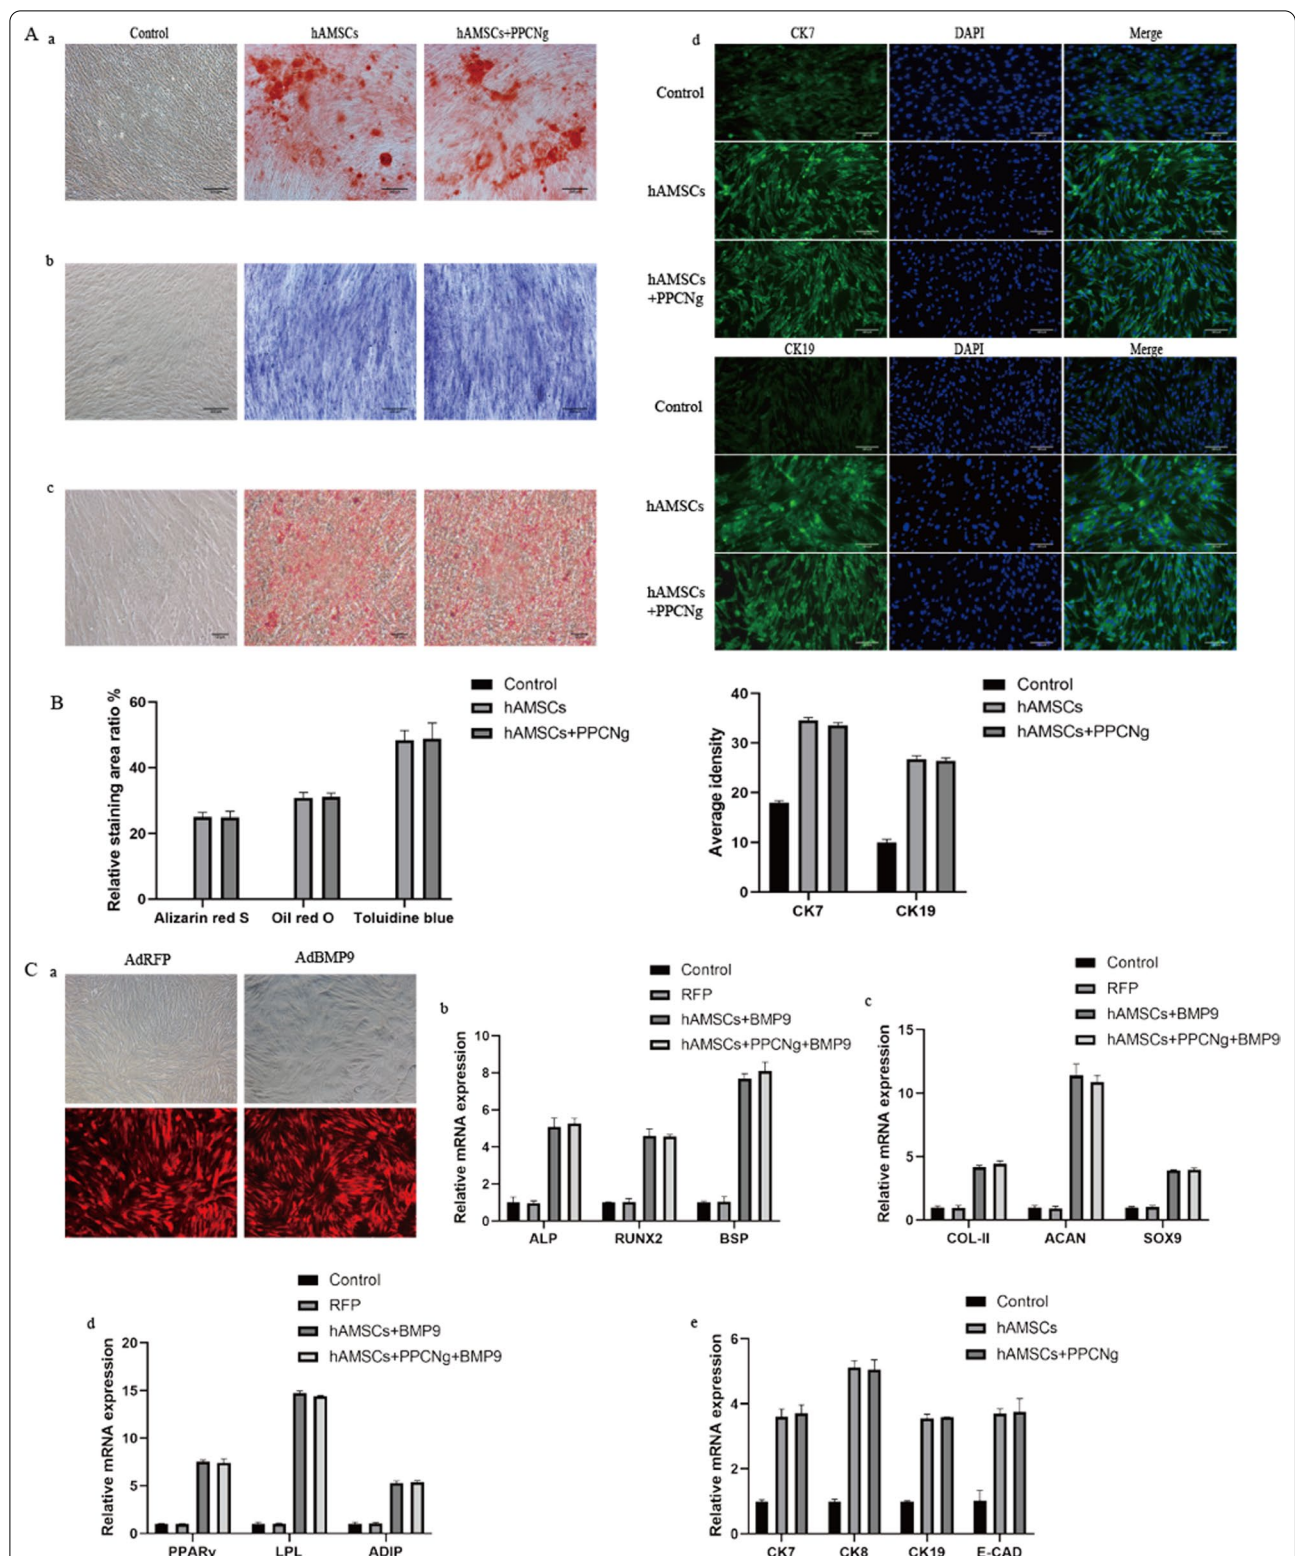 A
a
Control
hAMSCs
hAMSCs+PPCNg
b
c
d
CK7
DAPI
Merge
Control
hAMSCs
hAMSCs
+PPCNg
CK19
DAPI
Merge
Control
hAMSCs
hAMSCs
+PPCNg
B
Relative staining area ratio %
60
40
20
0
Alizarin red S
Oil red O
Toluidine blue
Control
hAMSCs
hAMSCs+PPCNg
Average idensity
40
30
20
10
0
CK7
CK19
Control
hAMSCs
hAMSCs+PPCNg
C
a
AdRFP
AdBMP9
b
Control
RFP
hAMSCs+BMP9
hAMSCs+PPCNg+BMP9
Relative mRNA expression
10
8
6
4
2
0
ALP
RUNX2
BSP
c
Control
RFP
hAMSCs+BMP9
hAMSCs+PPCNg+BMP9
Relative mRNA expression
15
10
5
0
COL-II
ACAN
SOX9
d
Control
RFP
hAMSCs+BMP9
hAMSCs+PPCNg+BMP9
Relative mRNA expression
20
15
10
5
0
PPARγ
LPL
ADIP
e
Control
hAMSCs
hAMSCs+PPCNg
Relative mRNA expression
6
4
2
0
CK7
CK8
CK19
E-CAD